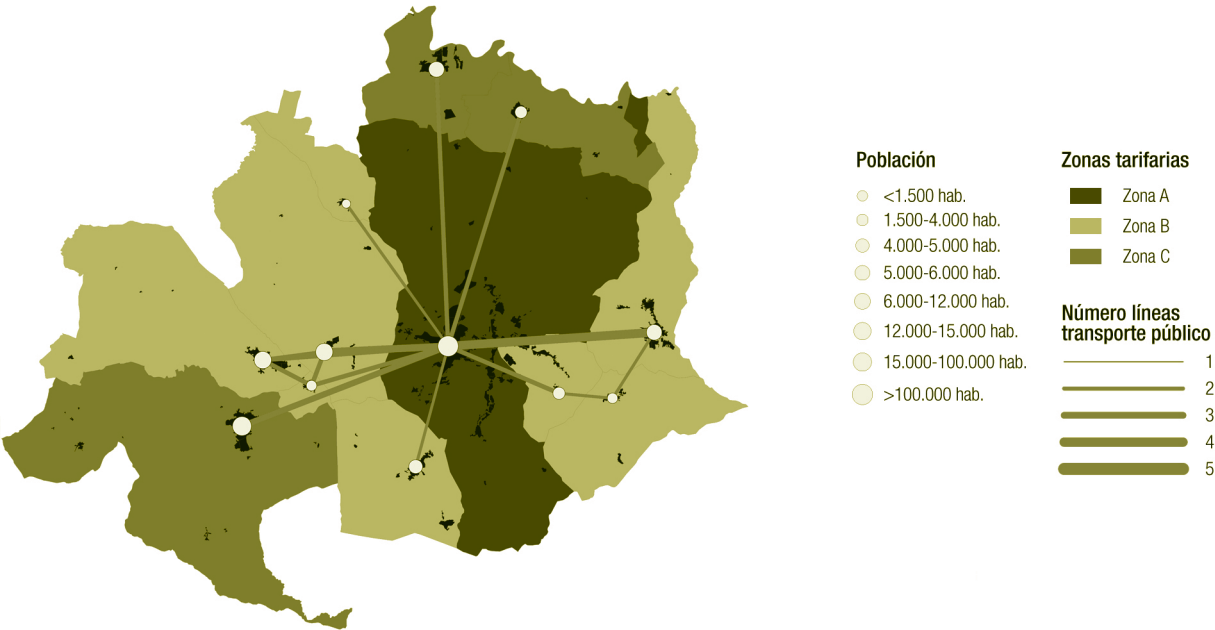 Población
<1.500 hab.
1.500-4.000 hab.
4.000-5.000 hab.
5.000-6.000 hab.
6.000-12.000 hab.
12.000-15.000 hab.
15.000-100.000 hab.
>100.000 hab.
Zonas tarifarias
Zona A
Zona B
Zona C
Número líneas
transporte público
1
2
3
4
5